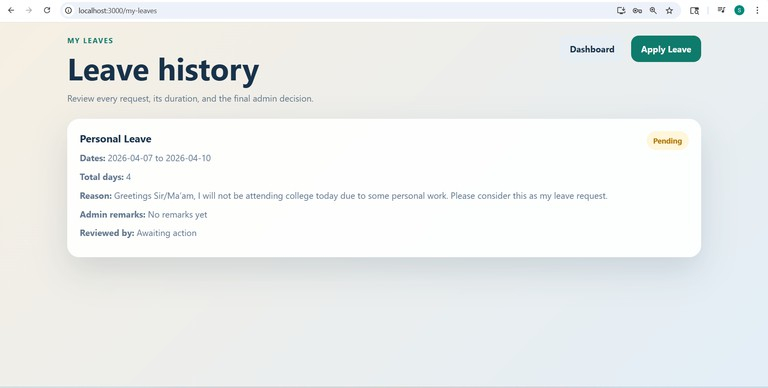 localhost:3000/my-leaves
S
MY LEAVES
Dashboard
Apply Leave
Leave history
Review every request, its duration, and the final admin decision.
Personal Leave
Pending
Dates: 2026-04-07 to 2026-04-10
Total days: 4
Reason: Greetings Sir/Ma'am, I will not be attending college today due to some personal work. Please consider this as my leave request.
Admin remarks: No remarks yet
Reviewed by: Awaiting action